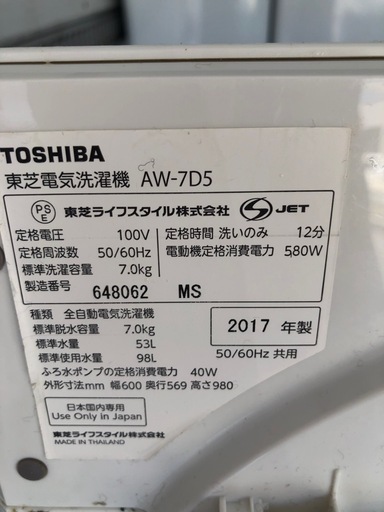 TOSHIBA
東芝電気洗濯機 AW-7D5
PS E 東芝ライフスタイル株式会社 JET
定格電圧 100V 定格時間 洗いのみ 12分
定格周波数 50/60Hz 電動機定格消費電力 580W
標準洗濯容量 7.0kg
製造番号 648062 MS
種類 全自動電気洗濯機
標準脱水容量 7.0kg
標準水量 53L
標準使用水量 98L
2017 年製
50/60Hz 共用
ふろ水ポンプの定格消費電力 40W
外形寸法mm 幅600 奥行569 高さ980
日本国内専用
Use Only in Japan
東芝ライフスタイル株式会社
MADE IN THAILAND